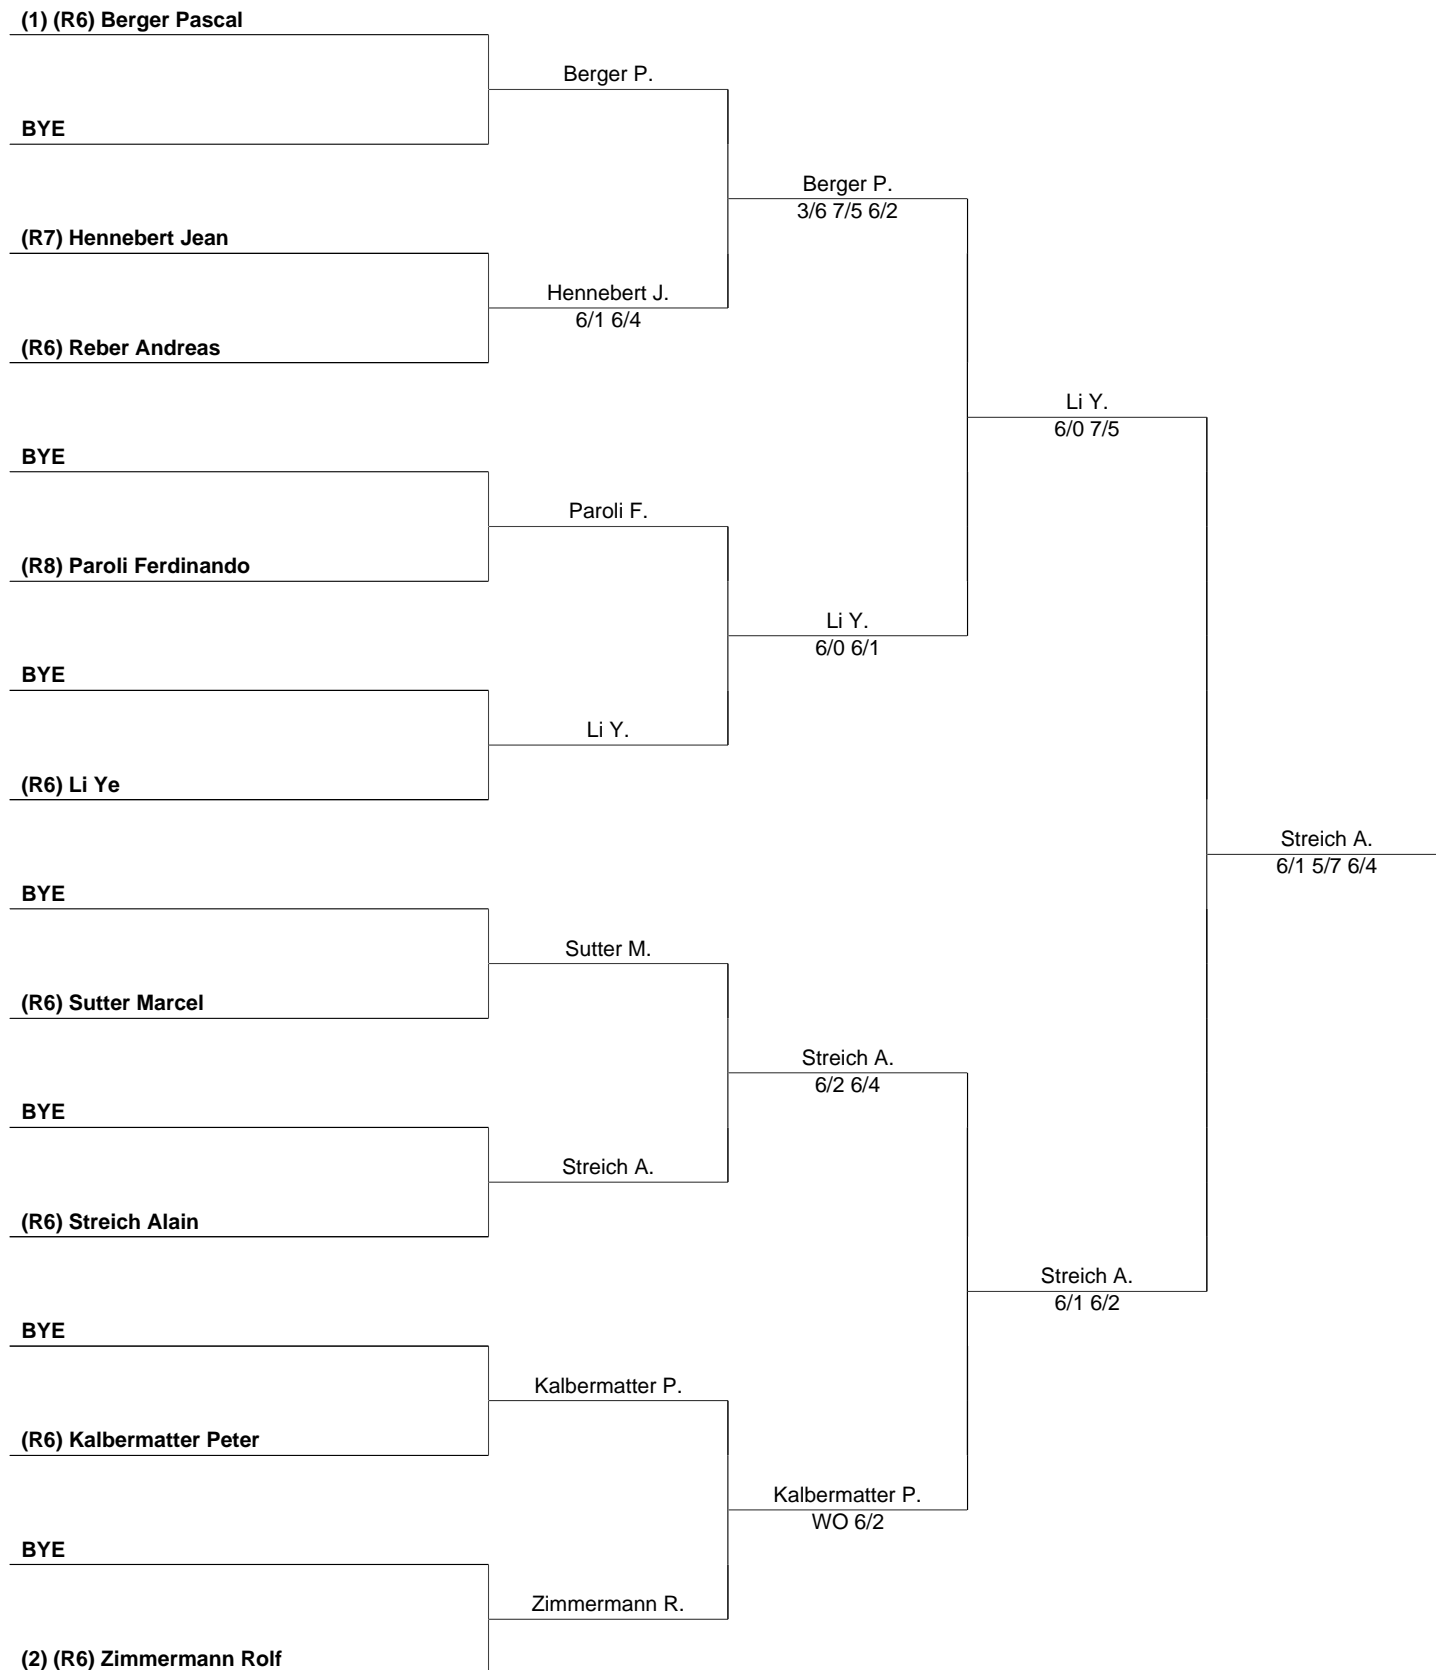 (1) (R6) Berger Pascal
Berger P.
BYE
Berger P.
3/6 7/5 6/2
(R7) Hennebert Jean
Hennebert J.
6/1 6/4
(R6) Reber Andreas
Li Y.
6/0 7/5
BYE
Paroli F.
(R8) Paroli Ferdinando
Li Y.
6/0 6/1
BYE
Li Y.
(R6) Li Ye
Streich A.
6/1 5/7 6/4
BYE
Sutter M.
(R6) Sutter Marcel
Streich A.
6/2 6/4
BYE
Streich A.
(R6) Streich Alain
Streich A.
6/1 6/2
BYE
Kalbermatter P.
(R6) Kalbermatter Peter
Kalbermatter P.
WO 6/2
BYE
Zimmermann R.
(2) (R6) Zimmermann Rolf